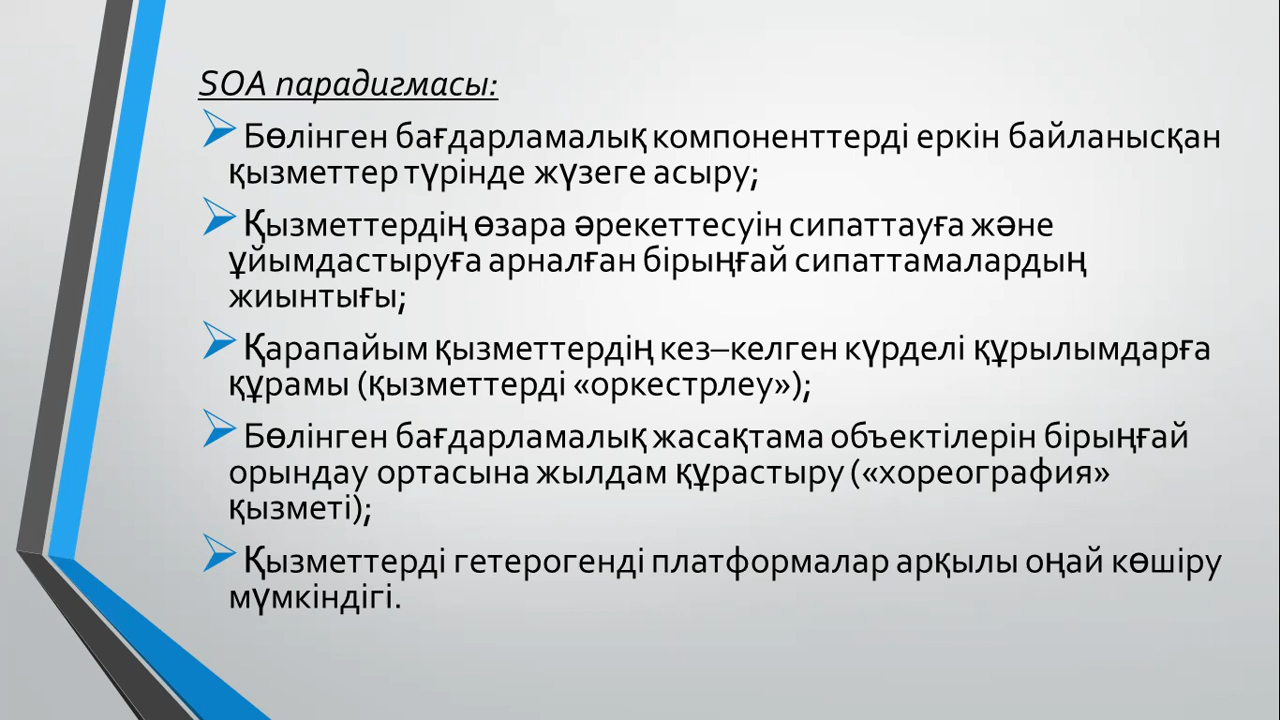 SOA парадигмасы:
Бөлінген бағдарламалық компоненттерді еркін байланысқан
қызметтер түрінде жүзеге асыру;
Қызметтердің өзара әрекеттесуін сипаттауға және
ұйымдастыруға арналған бірыңғай сипаттамалардың
жиынтығы;
Қарапайым қызметтердің кез–келген күрделі құрылымдарға
құрамы (қызметтерді «оркестрлеу»);
Бөлінген бағдарламалық жасақтама объектілерін бірыңғай
орындау ортасына жылдам құрастыру («хореография»
қызметі);
Қызметтерді гетерогенді платформалар арқылы оңай көшіру
мүмкіндігі.